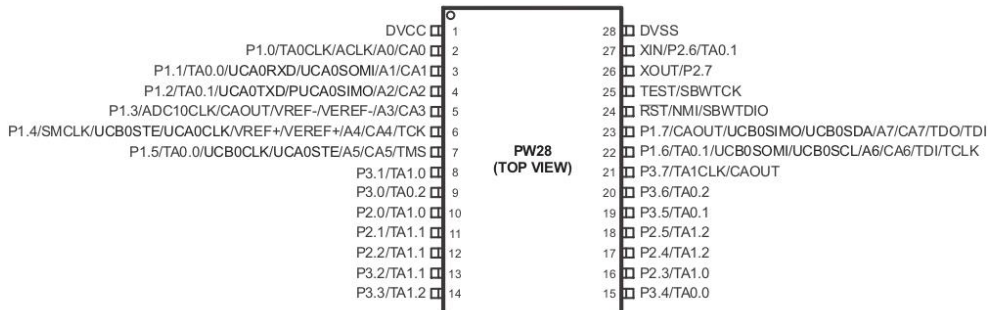 DVCC 1 28 DVSS
P1.0/TA0CLK/ACLK/A0/CA0 2 27 XIN/P2.6/TA0.1
P1.1/TA0.0/UCA0RXD/UCA0SOMI/A1/CA1 3 26 XOUT/P2.7
P1.2/TA0.1/UCA0TXD/PUCA0SIMO/A2/CA2 4 25 TEST/SBWTCK
P1.3/ADC10CLK/CAOUT/VREF-/VEREF-/A3/CA3 5 24 RST/NMI/SBWTDIO
P1.4/SMCLK/UCB0STE/UCA0CLK/VREF+/VEREF+/A4/CA4/TCK 6 23 P1.7/CAOUT/UCB0SIMO/UCB0SDA/A7/CA7/TDO/TDI
P1.5/TA0.0/UCB0CLK/UCA0STE/A5/CA5/TMS 7 PW28 22 P1.6/TA0.1/UCB0SOMI/UCB0SCL/A6/CA6/TDI/TCLK
P3.1/TA1.0 8 (TOP VIEW) 21 P3.7/TA1CLK/CAOUT
P3.0/TA0.2 9 20 P3.6/TA0.2
P2.0/TA1.0 10 19 P3.5/TA0.1
P2.1/TA1.1 11 18 P2.5/TA1.2
P2.2/TA1.1 12 17 P2.4/TA1.2
P3.2/TA1.1 13 16 P2.3/TA1.0
P3.3/TA1.2 14 15 P3.4/TA0.0